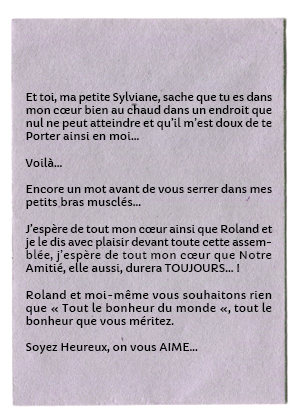 Et toi, ma petite Sylviane, sache que tu es dans
mon cœur bien au chaud dans un endroit que
nul ne peut atteindre et qu'il m'est doux de te
Porter ainsi en moi...
Voilà...
Encore un mot avant de vous serrer dans mes
petits bras musclés...
J'espère de tout mon cœur ainsi que Roland et
je le dis avec plaisir devant toute cette assem-
blée, j'espère de tout mon cœur que Notre
Amitié, elle aussi, durera TOUJOURS... !
Roland et moi-même vous souhaitons rien
que « Tout le bonheur du monde «, tout le
bonheur que vous méritez.
Soyez Heureux, on vous AIME...